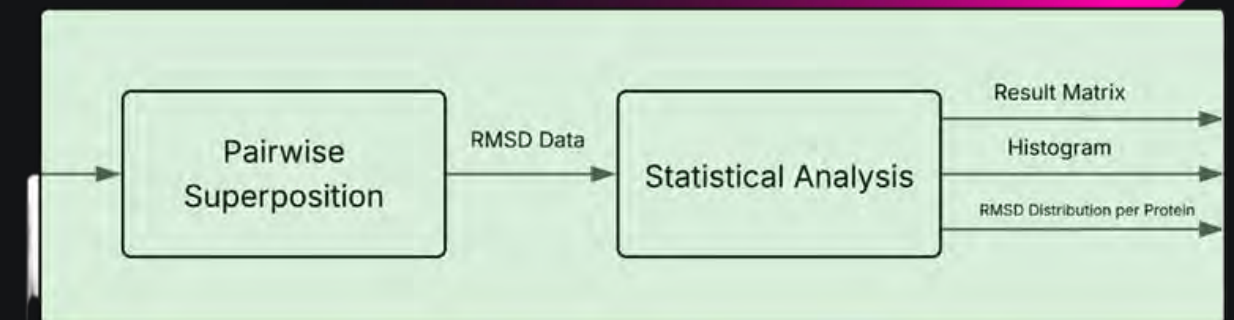 Pairwise
Superposition
RMSD Data
Statistical Analysis
Result Matrix
Histogram
RMSD Distribution per Protein